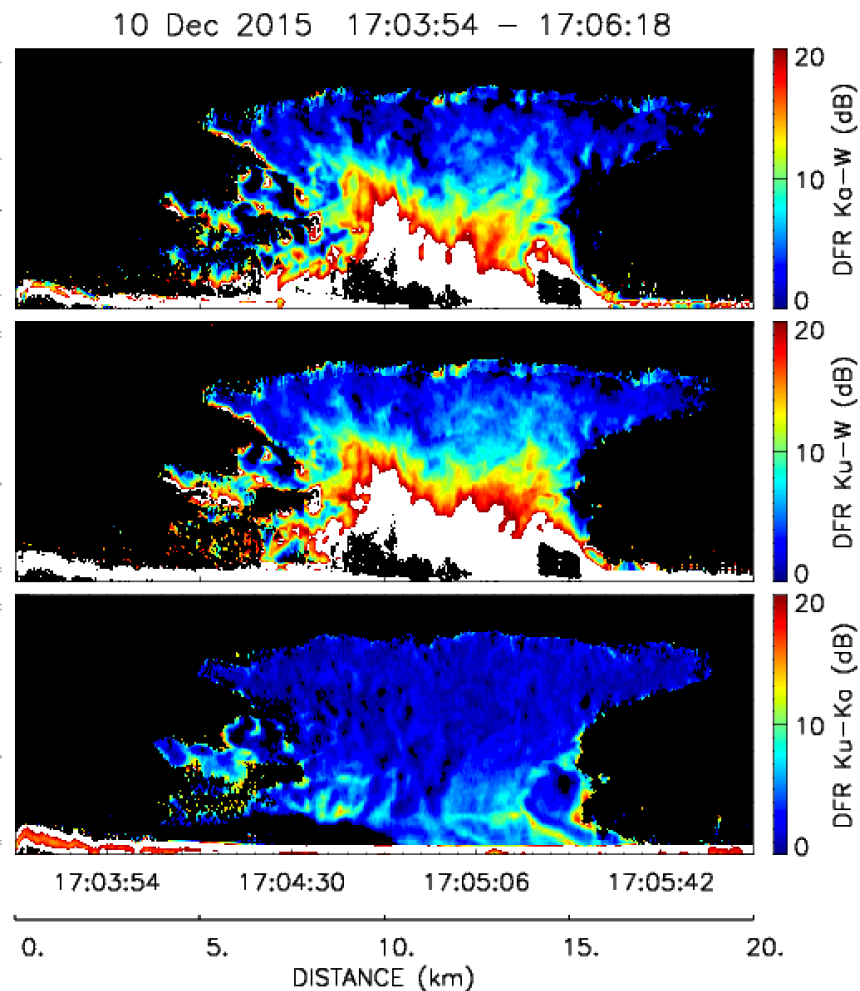 10 Dec 2015 17:03:54 – 17:06:18
20
10
0
DFR Ka–W (dB)
20
10
0
DFR Ku–W (dB)
20
10
0
DFR Ku–Ka (dB)
17:03:54 17:04:30 17:05:06 17:05:42
0. 5. 10. 15. 20.
DISTANCE (km)